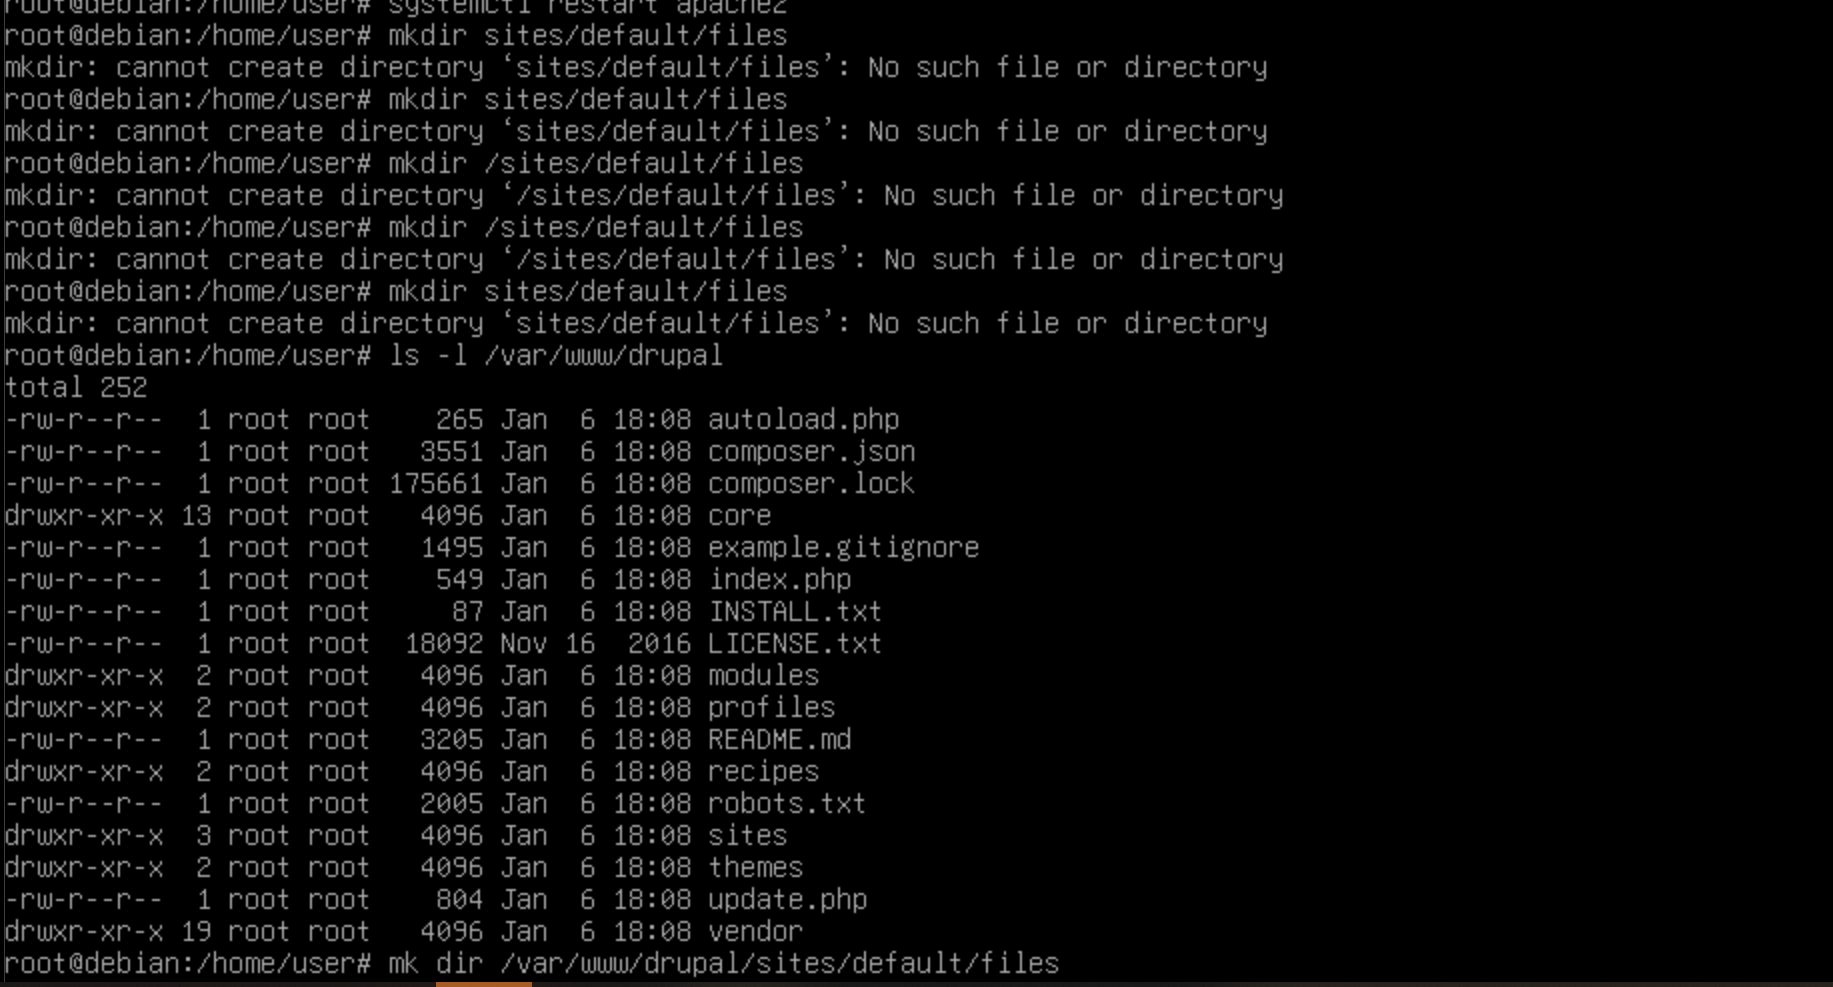 root@debian:/home/user# systemctl restart apache2
root@debian:/home/user# mkdir sites/default/files
mkdir: cannot create directory ‘sites/default/files’: No such file or directory
root@debian:/home/user# mkdir sites/default/files
mkdir: cannot create directory ‘sites/default/files’: No such file or directory
root@debian:/home/user# mkdir /sites/default/files
mkdir: cannot create directory ‘/sites/default/files’: No such file or directory
root@debian:/home/user# mkdir /sites/default/files
mkdir: cannot create directory ‘/sites/default/files’: No such file or directory
root@debian:/home/user# mkdir sites/default/files
mkdir: cannot create directory ‘sites/default/files’: No such file or directory
root@debian:/home/user# ls -l /var/www/drupal
total 252
-rw-r--r--  1 root root    265 Jan  6 18:08 autoload.php
-rw-r--r--  1 root root   3551 Jan  6 18:08 composer.json
-rw-r--r--  1 root root 175661 Jan  6 18:08 composer.lock
drwxr-xr-x 13 root root   4096 Jan  6 18:08 core
-rw-r--r--  1 root root   1495 Jan  6 18:08 example.gitignore
-rw-r--r--  1 root root    549 Jan  6 18:08 index.php
-rw-r--r--  1 root root     87 Jan  6 18:08 INSTALL.txt
-rw-r--r--  1 root root  18092 Nov 16  2016 LICENSE.txt
drwxr-xr-x  2 root root   4096 Jan  6 18:08 modules
drwxr-xr-x  2 root root   4096 Jan  6 18:08 profiles
-rw-r--r--  1 root root   3205 Jan  6 18:08 README.md
drwxr-xr-x  2 root root   4096 Jan  6 18:08 recipes
-rw-r--r--  1 root root   2005 Jan  6 18:08 robots.txt
drwxr-xr-x  3 root root   4096 Jan  6 18:08 sites
drwxr-xr-x  2 root root   4096 Jan  6 18:08 themes
-rw-r--r--  1 root root    804 Jan  6 18:08 update.php
drwxr-xr-x 19 root root   4096 Jan  6 18:08 vendor
root@debian:/home/user# mk dir /var/www/drupal/sites/default/files